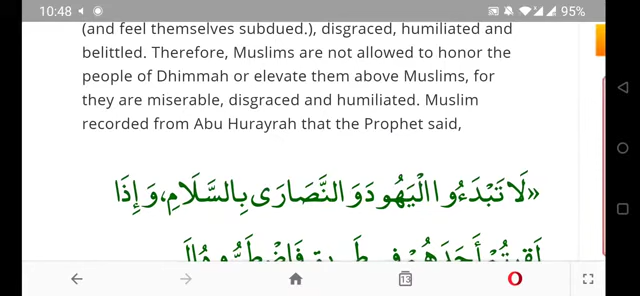 10:48
95%
(and feel themselves subdued.), disgraced, humiliated and
belittled. Therefore, Muslims are not allowed to honor the
people of Dhimmah or elevate them above Muslims, for
they are miserable, disgraced and humiliated. Muslim
recorded from Abu Hurayrah that the Prophet said,
«لَا تَبْدَءُوا الْيَهُودَ وَالنَّصَارَى بِالسَّلَامِ، وَإِذَا
13